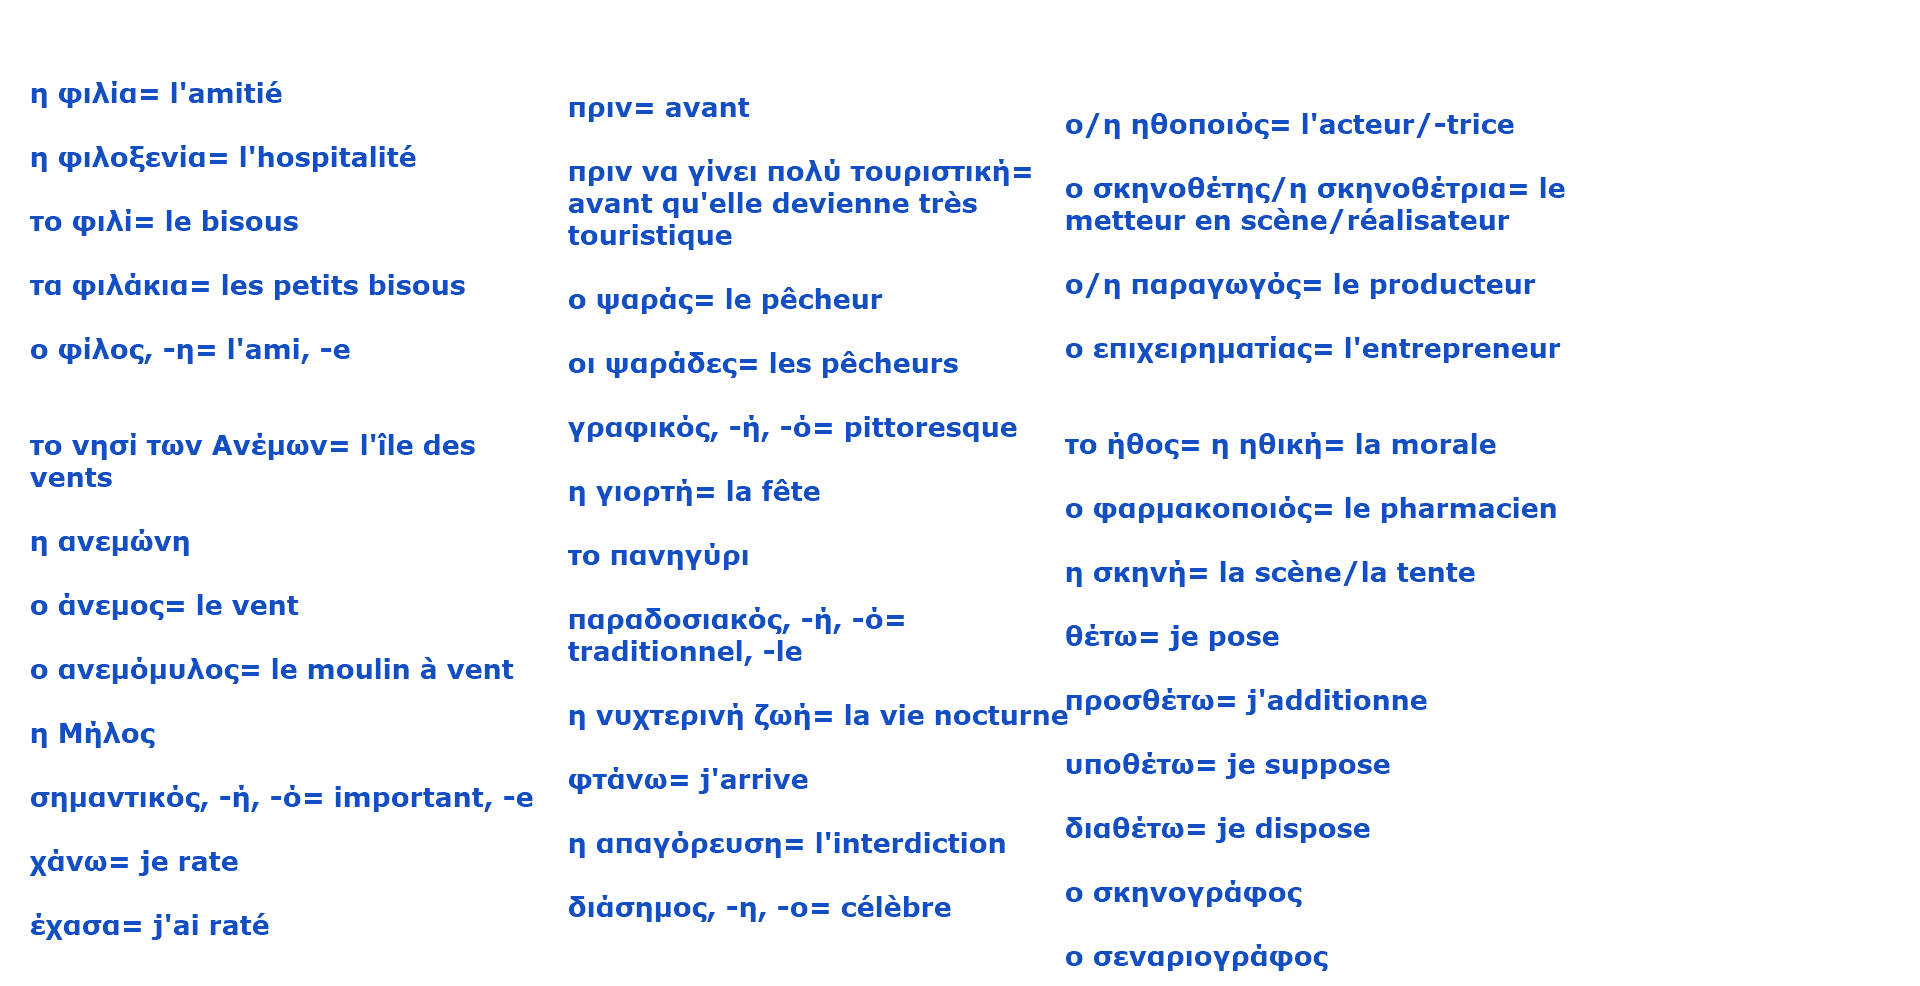 η φιλία= l'amitié
η φιλοξενία= l'hospitalité
το φιλί= le bisous
τα φιλάκια= les petits bisous
ο φίλος, -η= l'ami, -e
το νησί των Ανέμων= l'île des
vents
η ανεμώνη
ο άνεμος= le vent
ο ανεμόμυλος= le moulin à vent
η Μήλος
σημαντικός, -ή, -ό= important, -e
χάνω= je rate
έχασα= j'ai raté
πριν= avant
πριν να γίνει πολύ τουριστική=
avant qu'elle devienne très
touristique
ο ψαράς= le pêcheur
οι ψαράδες= les pêcheurs
γραφικός, -ή, -ό= pittoresque
η γιορτή= la fête
το πανηγύρι
παραδοσιακός, -ή, -ό=
traditionnel, -le
η νυχτερινή ζωή= la vie nocturne
φτάνω= j'arrive
η απαγόρευση= l'interdiction
διάσημος, -η, -ο= célèbre
ο/η ηθοποιός= l'acteur/-trice
ο σκηνοθέτης/η σκηνοθέτρια= le
metteur en scène/réalisateur
ο/η παραγωγός= le producteur
ο επιχειρηματίας= l'entrepreneur
το ήθος= η ηθική= la morale
ο φαρμακοποιός= le pharmacien
η σκηνή= la scène/la tente
θέτω= je pose
προσθέτω= j'additionne
υποθέτω= je suppose
διαθέτω= je dispose
ο σκηνογράφος
ο σεναριογράφος